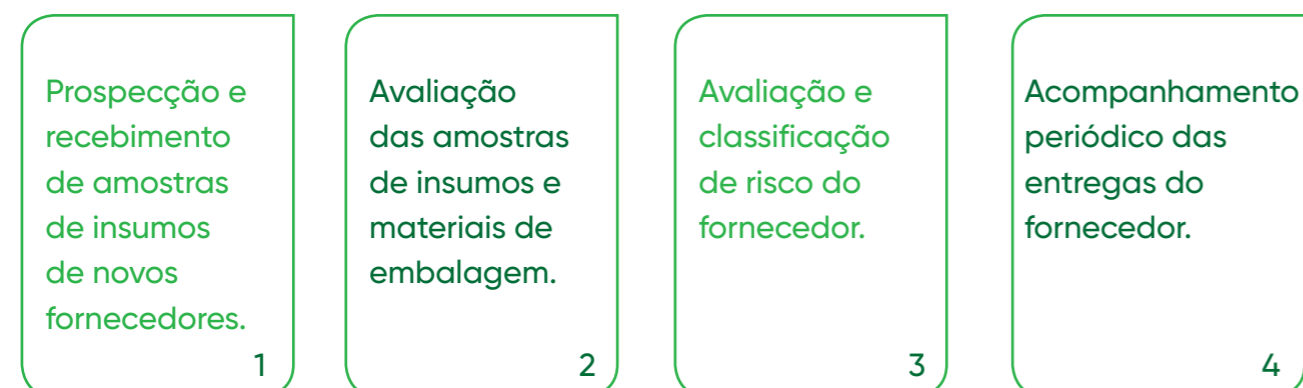 Prospecção e
recebimento
de amostras
de insumos
de novos
fornecedores.
1
Avaliação
das amostras
de insumos e
materiais de
embalagem.
2
Avaliação e
classificação
de risco do
fornecedor.
3
Acompanhamento
periódico das
entregas do
fornecedor.
4